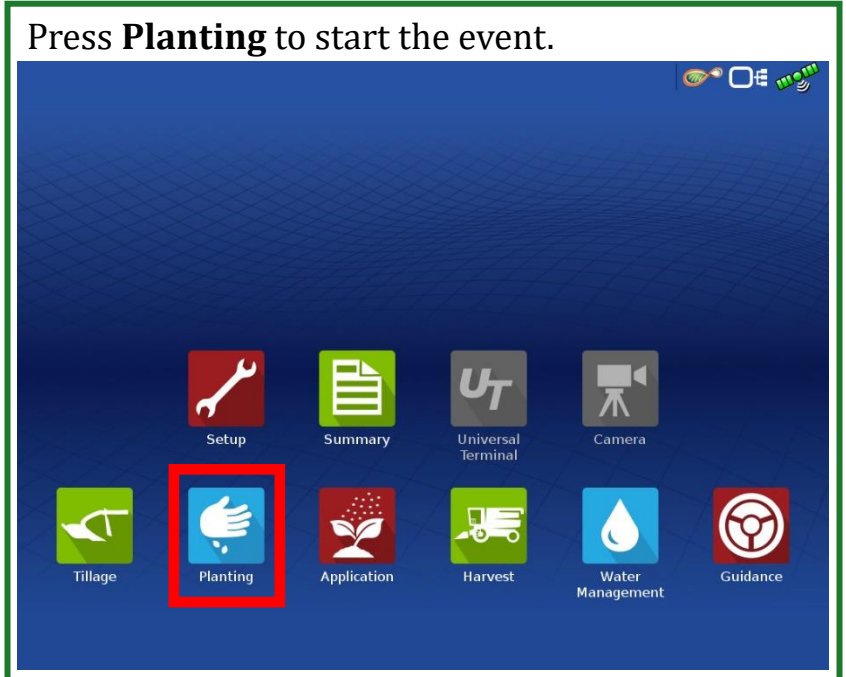 Press Planting to start the event.
UT
Setup
Summary
Universal
Terminal
Camera
Tillage
Planting
Application
Harvest
Water
Management
Guidance